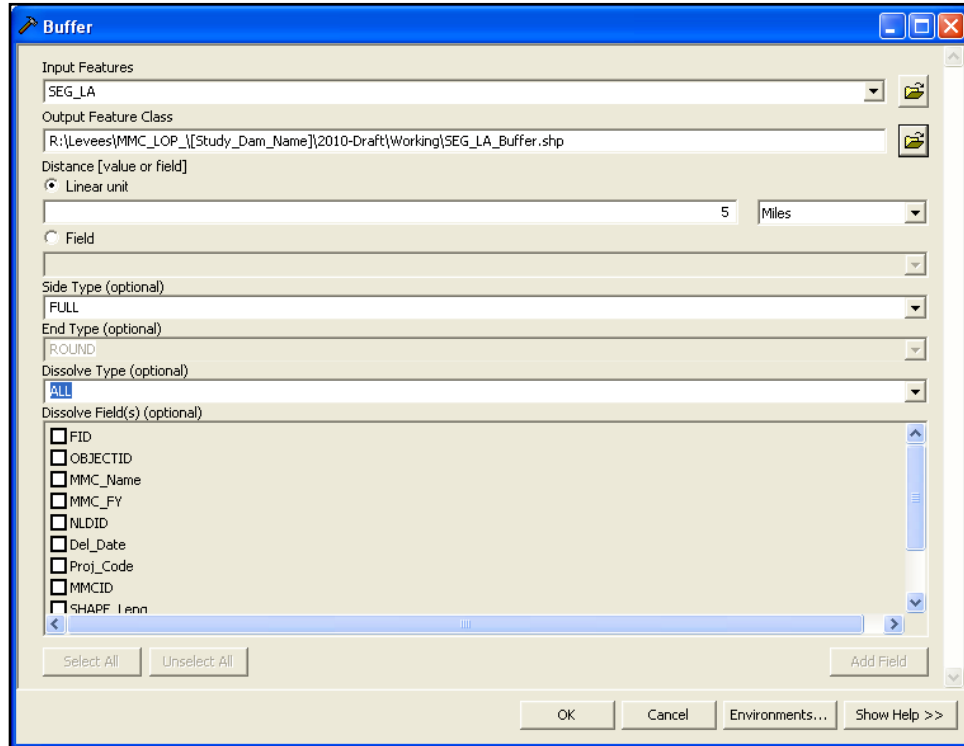 Buffer
Input Features
SEG_LA
Output Feature Class
R:\Levees\MMC_LOP_\[Study_Dam_Name]\2010-Draft\Working\SEG_LA_Buffer.shp
Distance [value or field]
Linear unit
5 Miles
Field
Side Type (optional)
FULL
End Type (optional)
ROUND
Dissolve Type (optional)
ALL
Dissolve Field(s) (optional)
FID
OBJECTID
MMC_Name
MMC_FY
NLDID
Del_Date
Proj_Code
MMCID
SHAPE_Leng
Select All Unselect All Add Field
OK Cancel Environments... Show Help >>